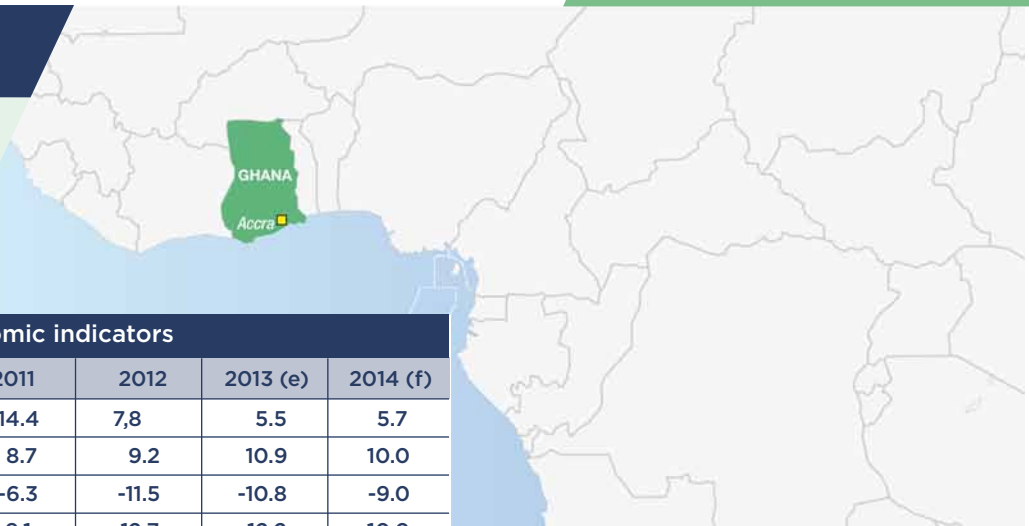 GHANA
Accra
omic indicators
2011 2012 2013 (e) 2014 (f)
14.4 7,8 5.5 5.7
8.7 9.2 10.9 10.0
-6.3 -11.5 -10.8 -9.0